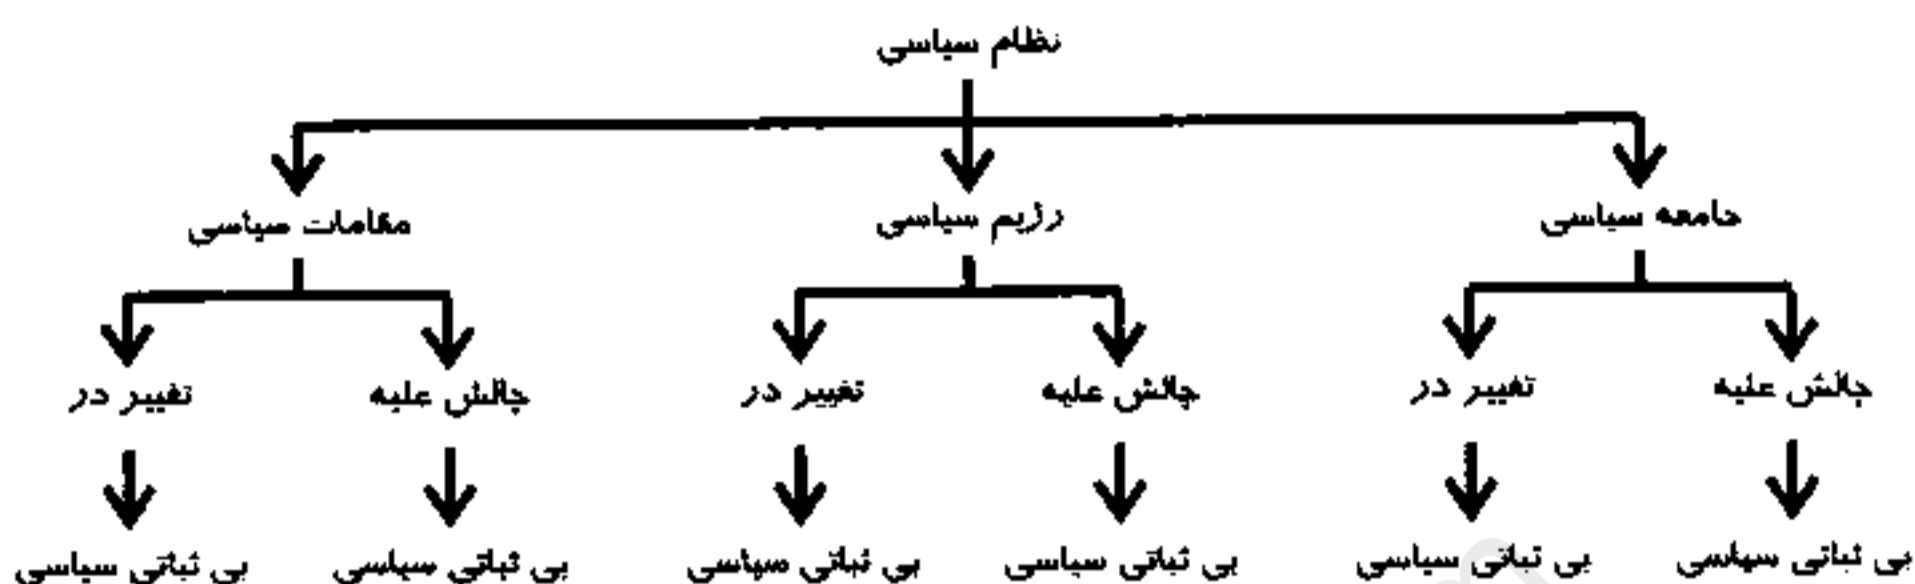 نظام سیاسی
جامعه سیاسی رژیم سیاسی مقامات سیاسی
چالش علیه تغییر در چالش علیه تغییر در چالش علیه تغییر در
بی ثباتی سیاسی بی ثباتی سیاسی بی ثباتی سیاسی بی ثباتی سیاسی بی ثباتی سیاسی بی ثباتی سیاسی